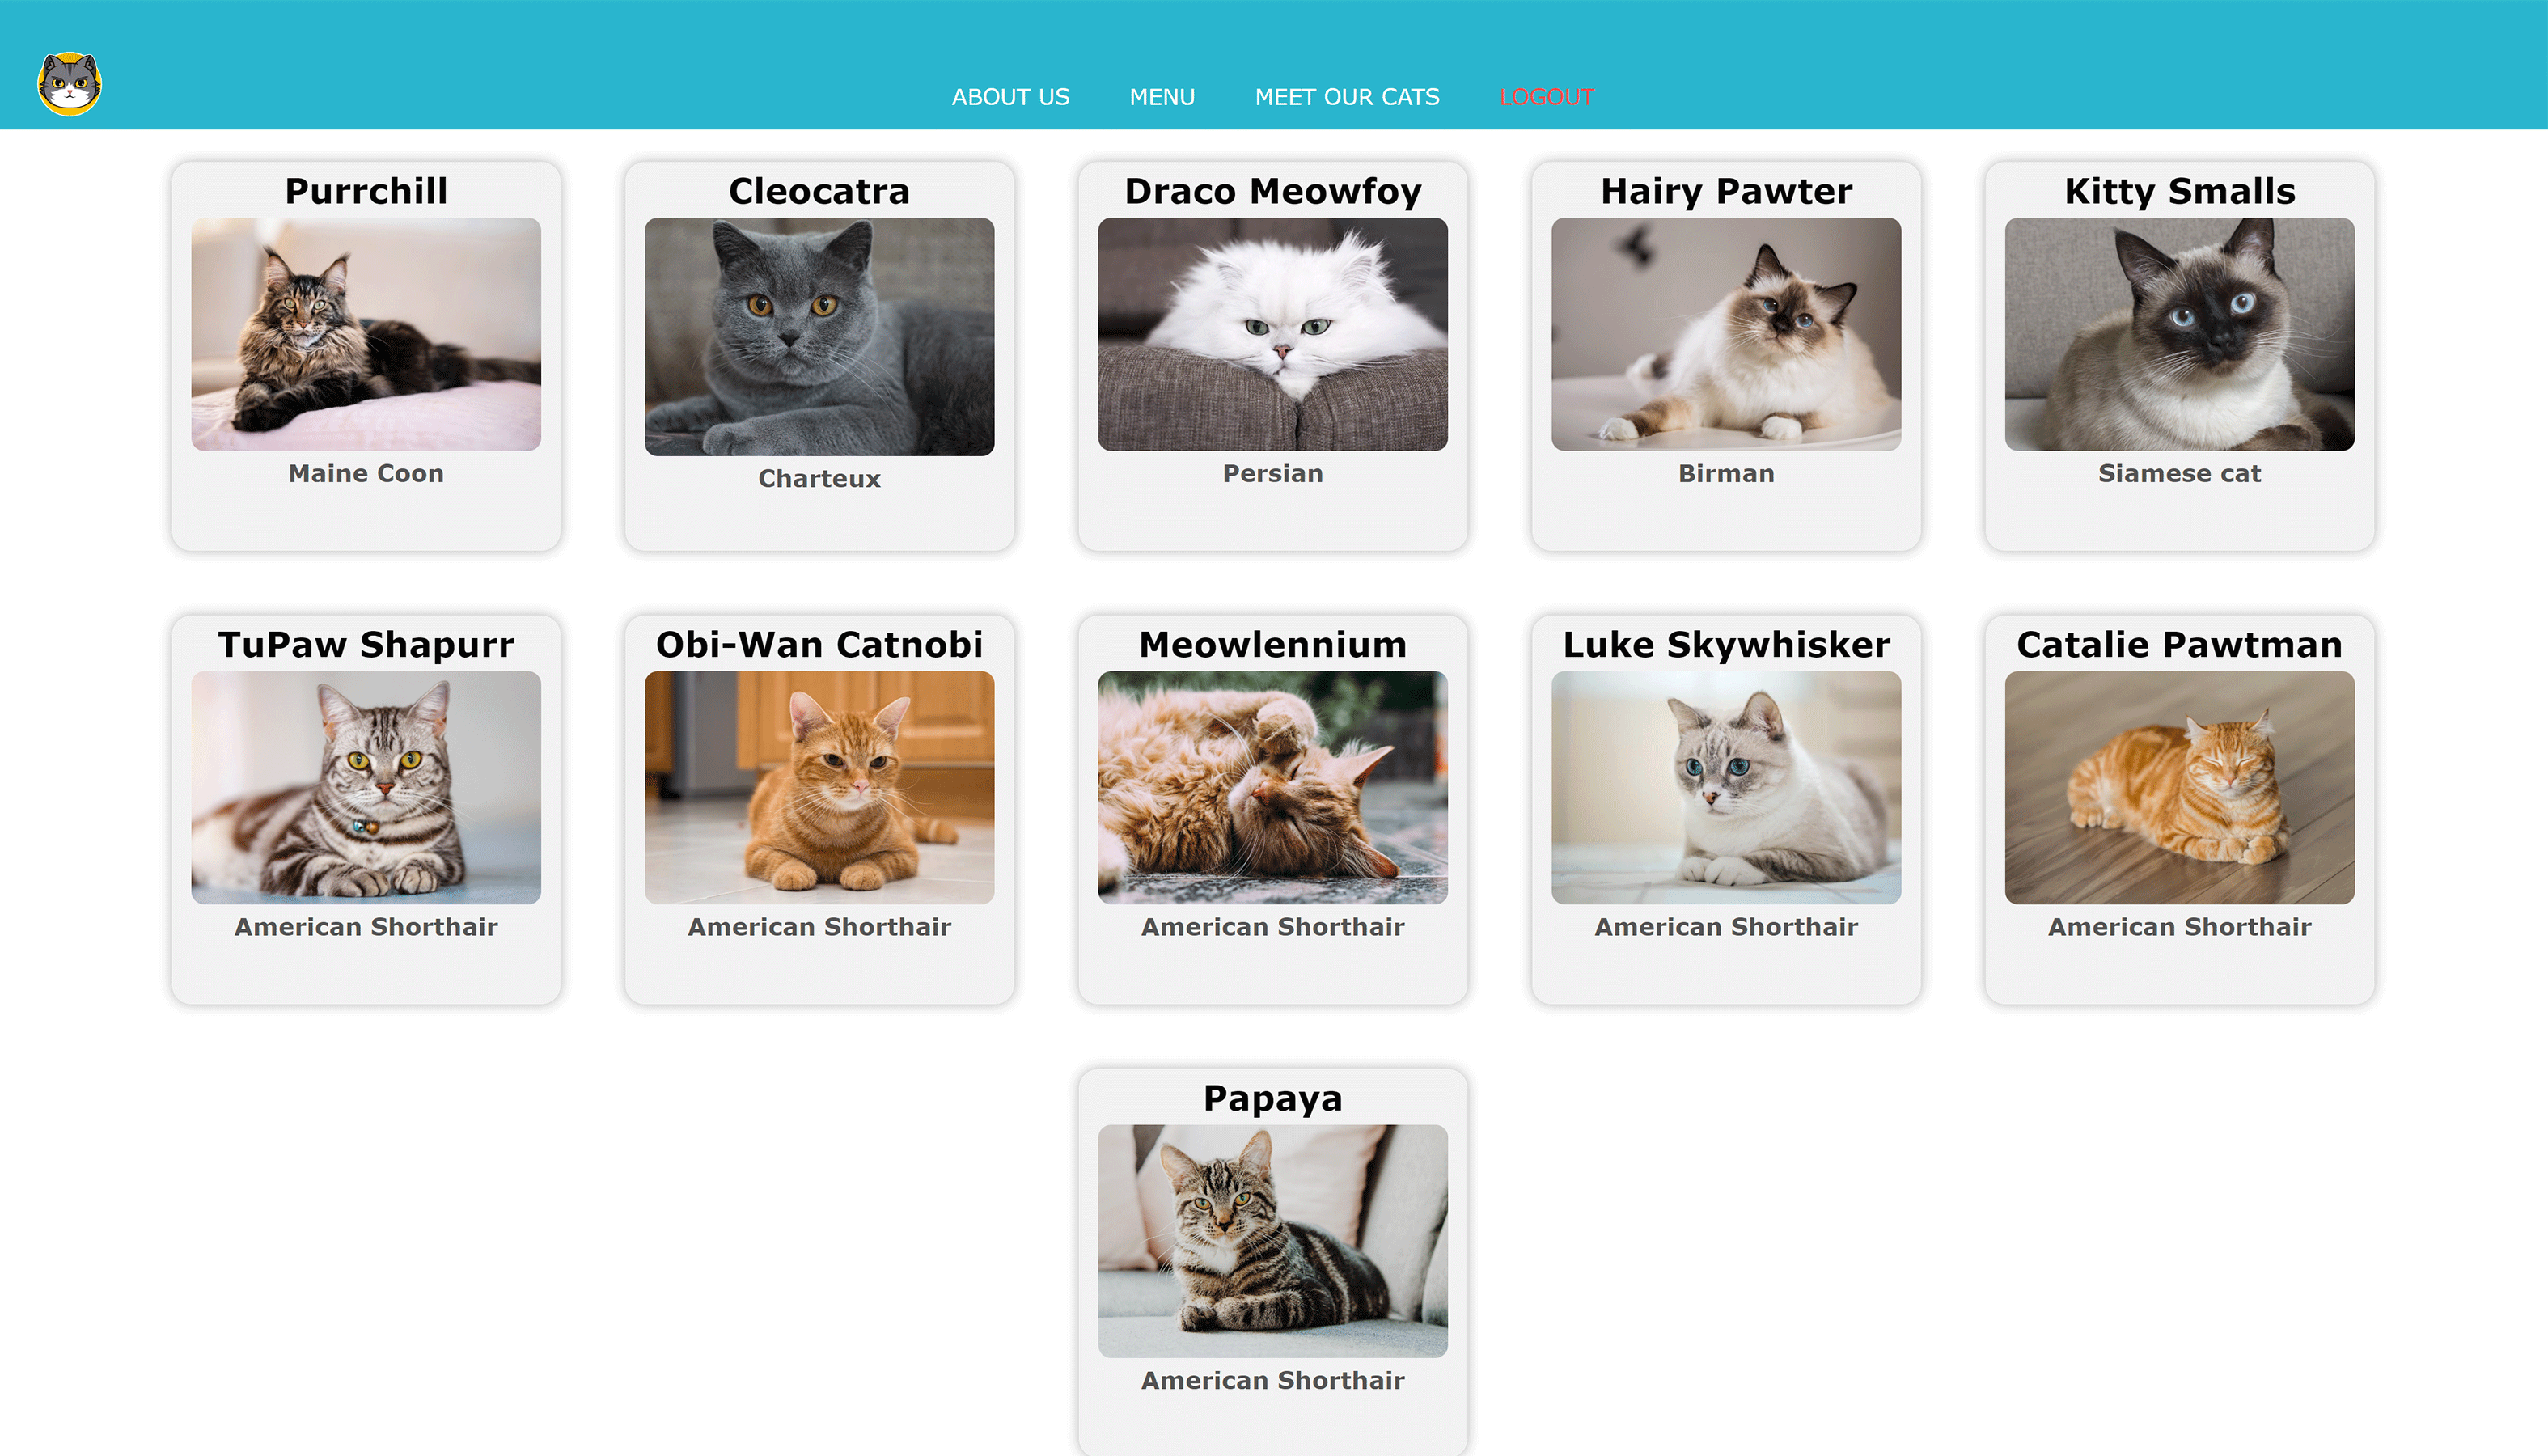 ABOUT US MENU MEET OUR CATS LOGOUT
Purrchill
Cleocatra
Draco Meowfoy
Hairy Pawter
Kitty Smalls
Maine Coon
Charteux
Persian
Birman
Siamese cat
TuPaw Shapurr
Obi-Wan Catnobi
Meowlennium
Luke Skywhisker
Catalie Pawtman
American Shorthair
American Shorthair
American Shorthair
American Shorthair
American Shorthair
Papaya
American Shorthair